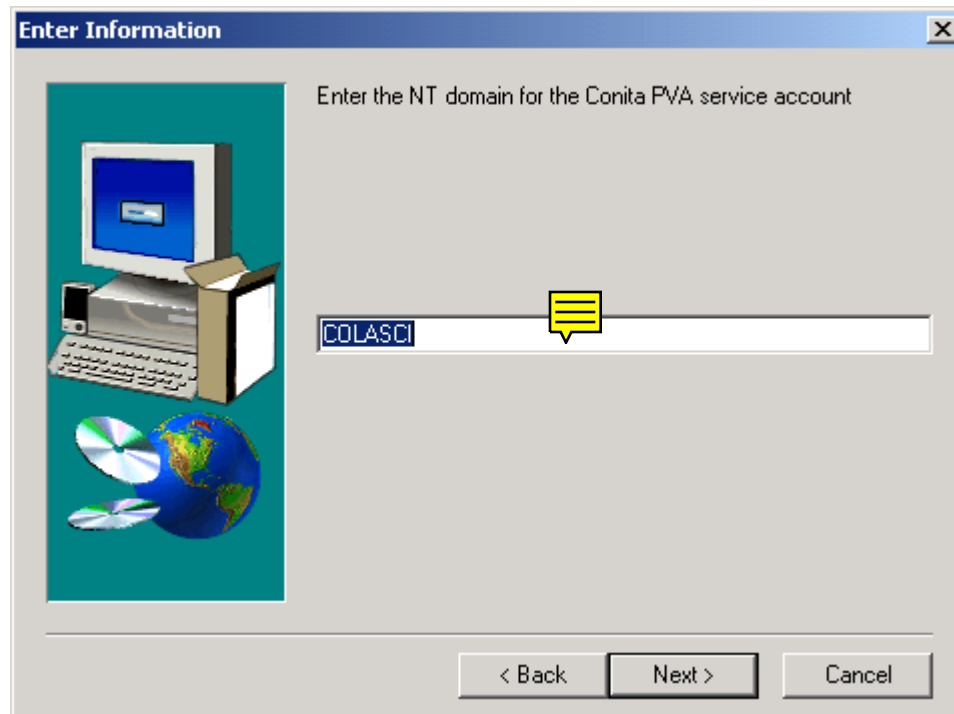 Enter Information
Enter the NT domain for the Conita PVA service account
COLASCI
< Back
Next >
Cancel